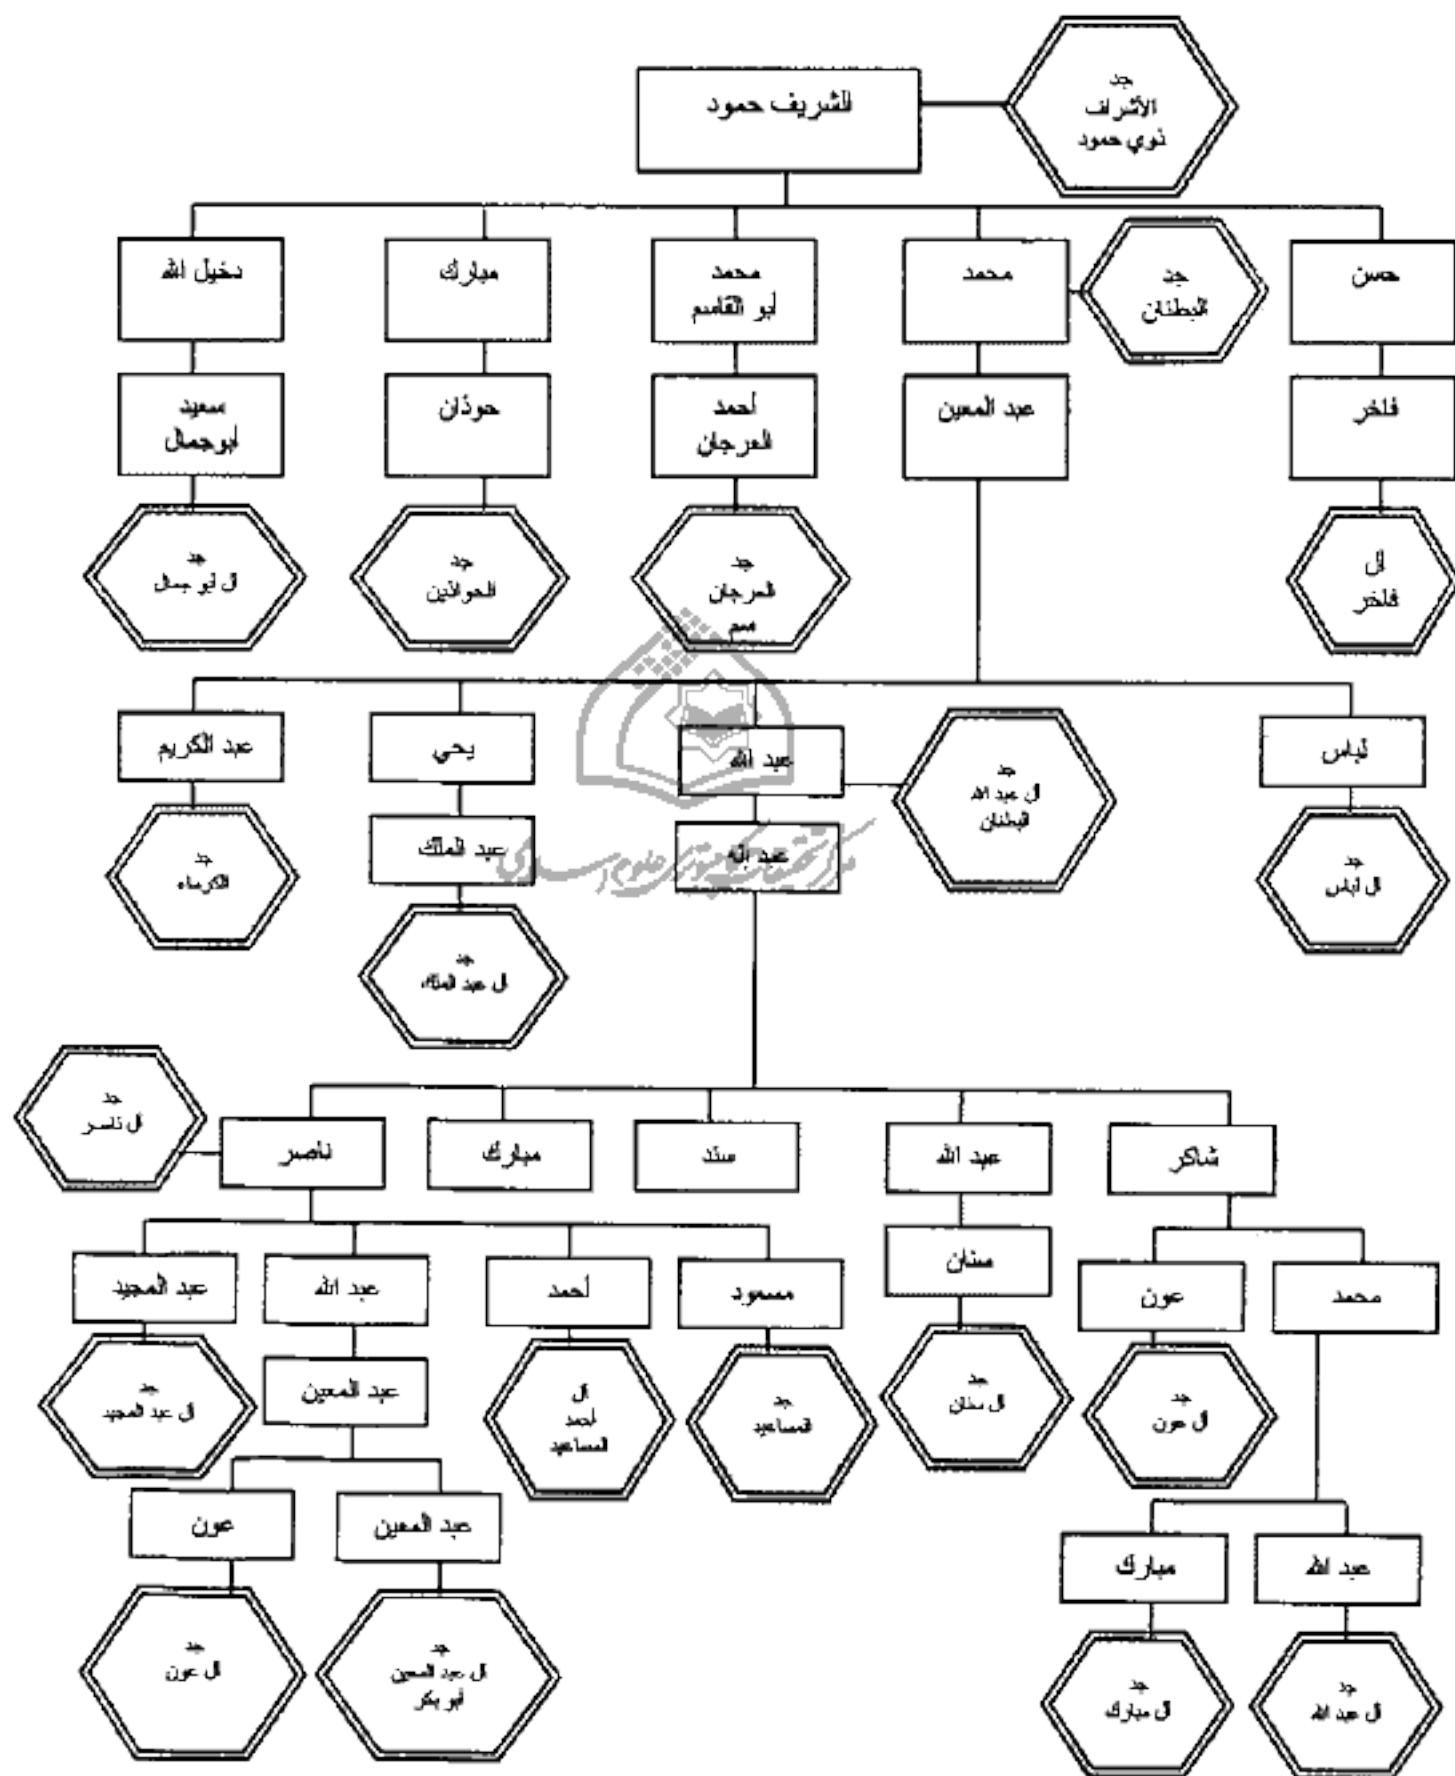 الشريف حمود
جد
الأشراف
ذوي حمود
حسن
جد
البطنان
محمد
محمد
أبو القاسم
مبارك
دخيل الله
فاخر
عبد المعين
أحمد
العرجان
حوذان
سعيد
أبوجمال
آل
فاخر
جد
العرجان
جد
الحواذين
جد
آل أبو جمال
لباس
جد
آل عبد الله
البطنان
عبد الله
يحي
عبد الكريم
جد
آل لباس
عبد الملك
جد
الكرماء
جد
آل عبد الملك
شاكر
عبد الله
سند
مبارك
ناصر
جد
آل ناصر
محمد
عون
سنان
مسعود
أحمد
عبد الله
عبد المجيد
جد
آل عون
جد
آل سنان
جد
المساعيد
آل
أحمد
المساعيد
عبد المعين
جد
آل عبد المجيد
عبد الله
مبارك
عبد المعين
عون
جد
آل عبد الله
جد
آل مبارك
جد
آل عبد المعين
أبو بكر
جد
آل عون